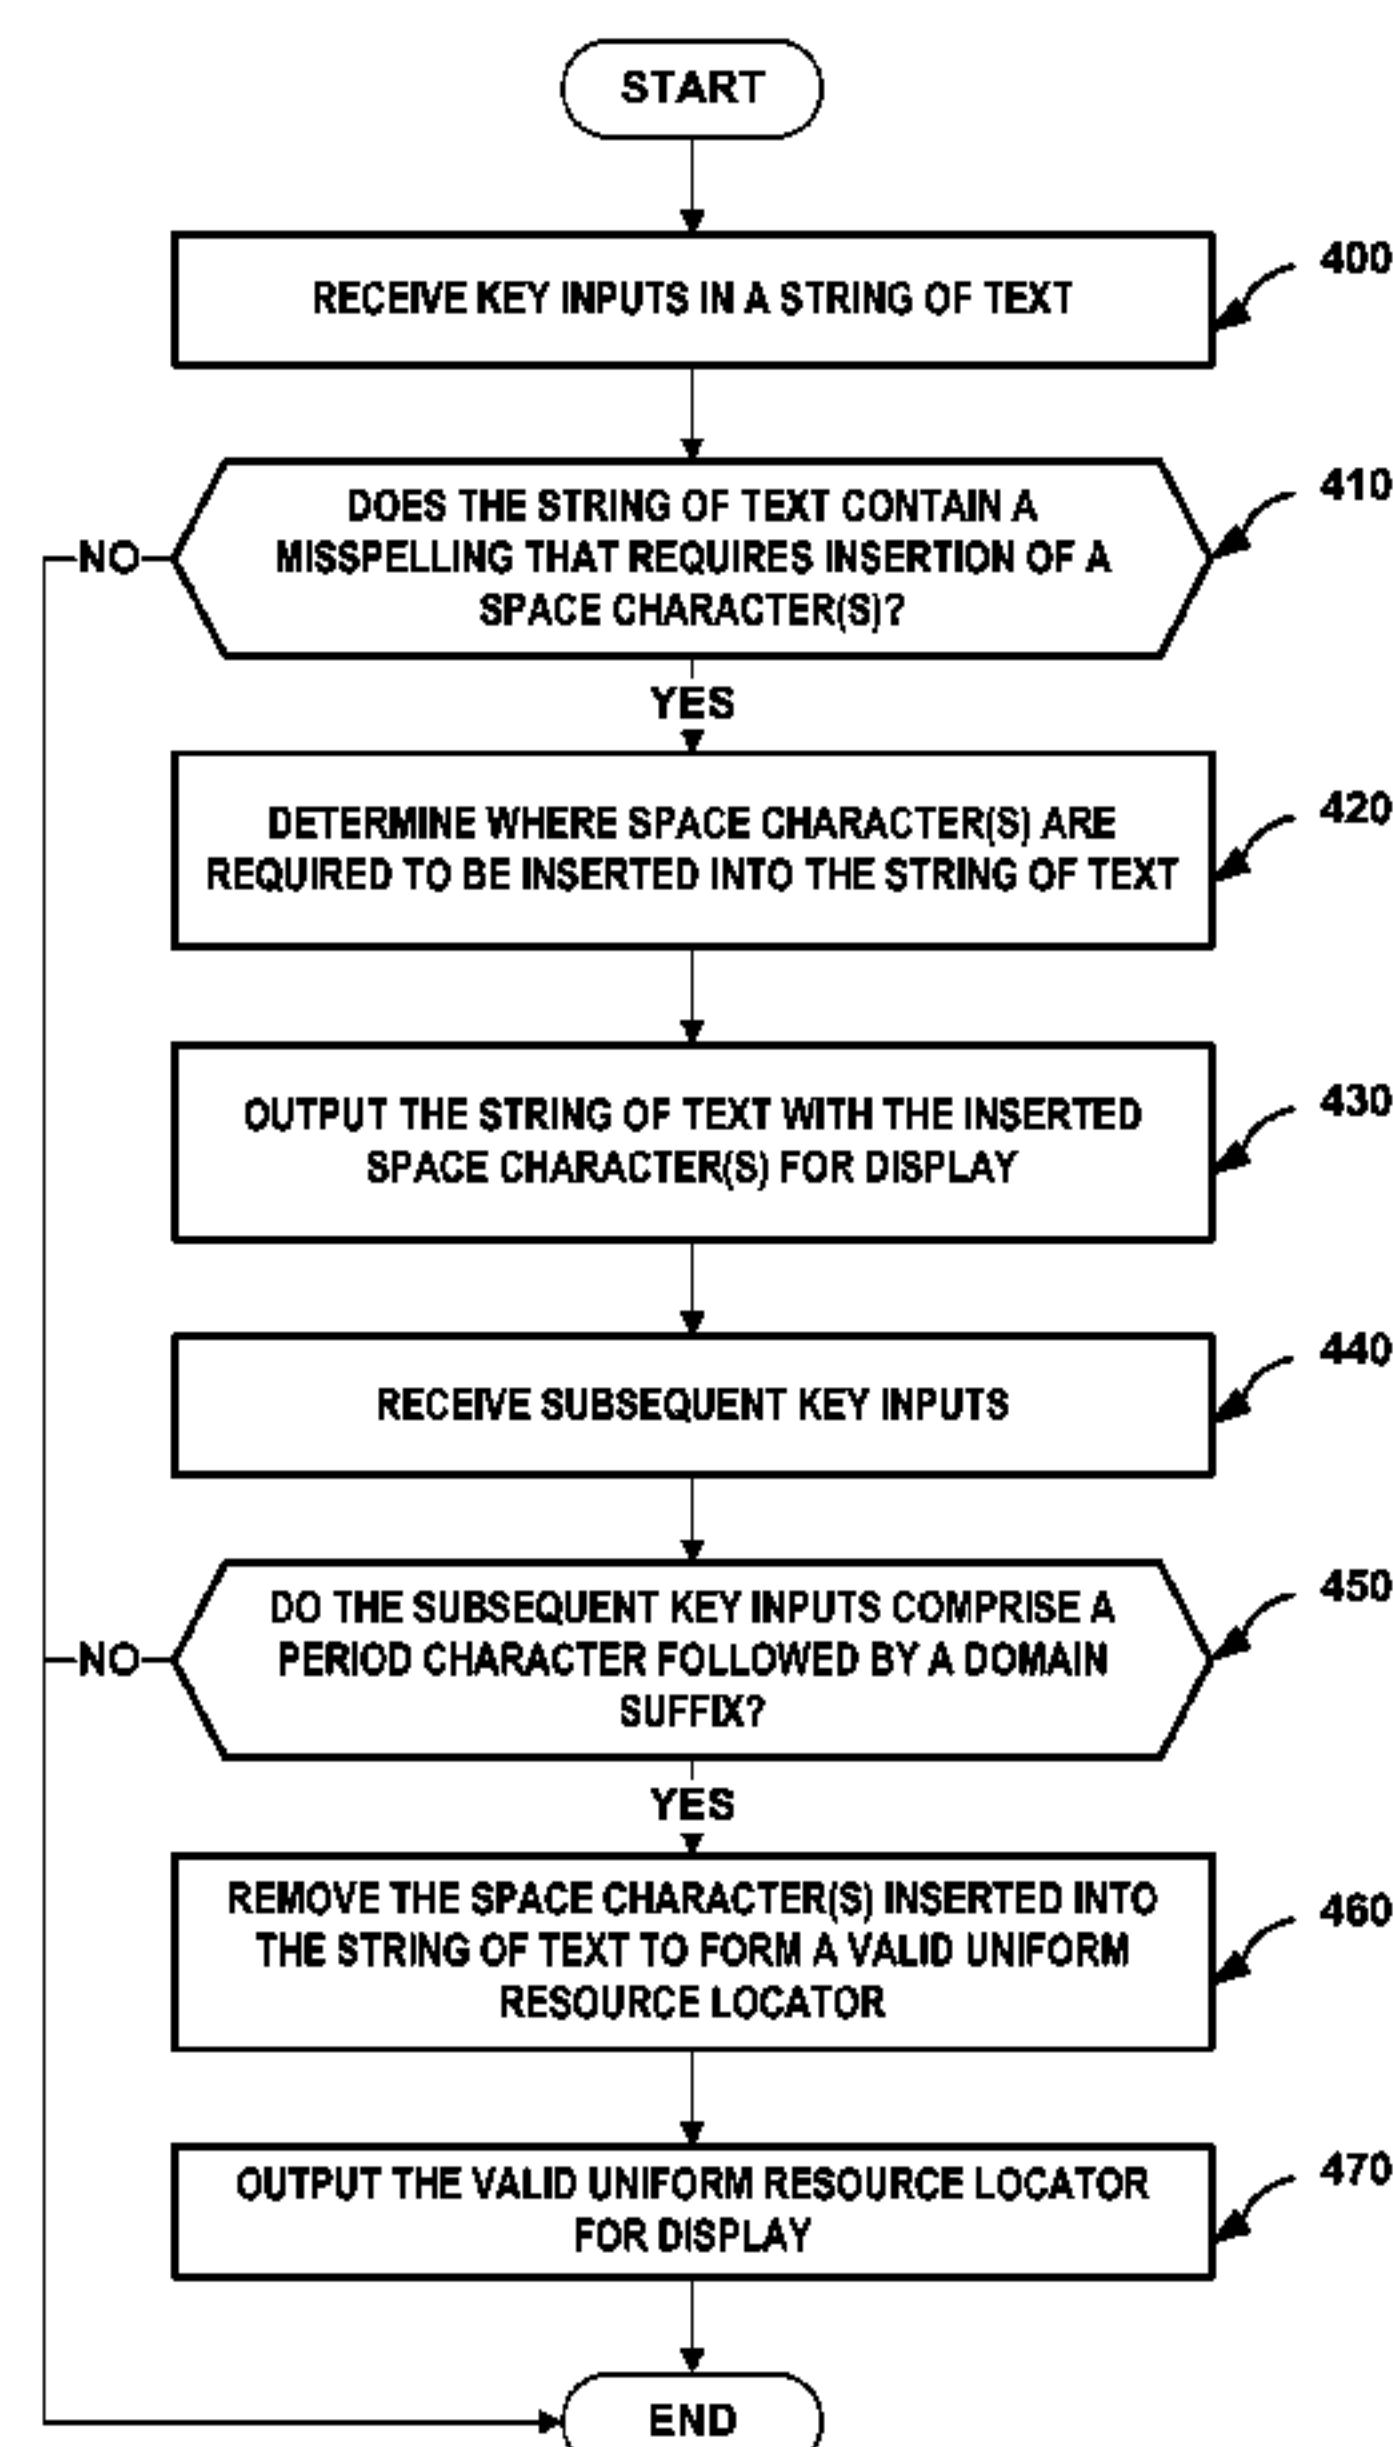 START
RECEIVE KEY INPUTS IN A STRING OF TEXT
400
DOES THE STRING OF TEXT CONTAIN A
MISSPELLING THAT REQUIRES INSERTION OF A
SPACE CHARACTER(S)?
410
NO
YES
DETERMINE WHERE SPACE CHARACTER(S) ARE
REQUIRED TO BE INSERTED INTO THE STRING OF TEXT
420
OUTPUT THE STRING OF TEXT WITH THE INSERTED
SPACE CHARACTER(S) FOR DISPLAY
430
RECEIVE SUBSEQUENT KEY INPUTS
440
DO THE SUBSEQUENT KEY INPUTS COMPRISE A
PERIOD CHARACTER FOLLOWED BY A DOMAIN
SUFFIX?
450
NO
YES
REMOVE THE SPACE CHARACTER(S) INSERTED INTO
THE STRING OF TEXT TO FORM A VALID UNIFORM
RESOURCE LOCATOR
460
OUTPUT THE VALID UNIFORM RESOURCE LOCATOR
FOR DISPLAY
470
END